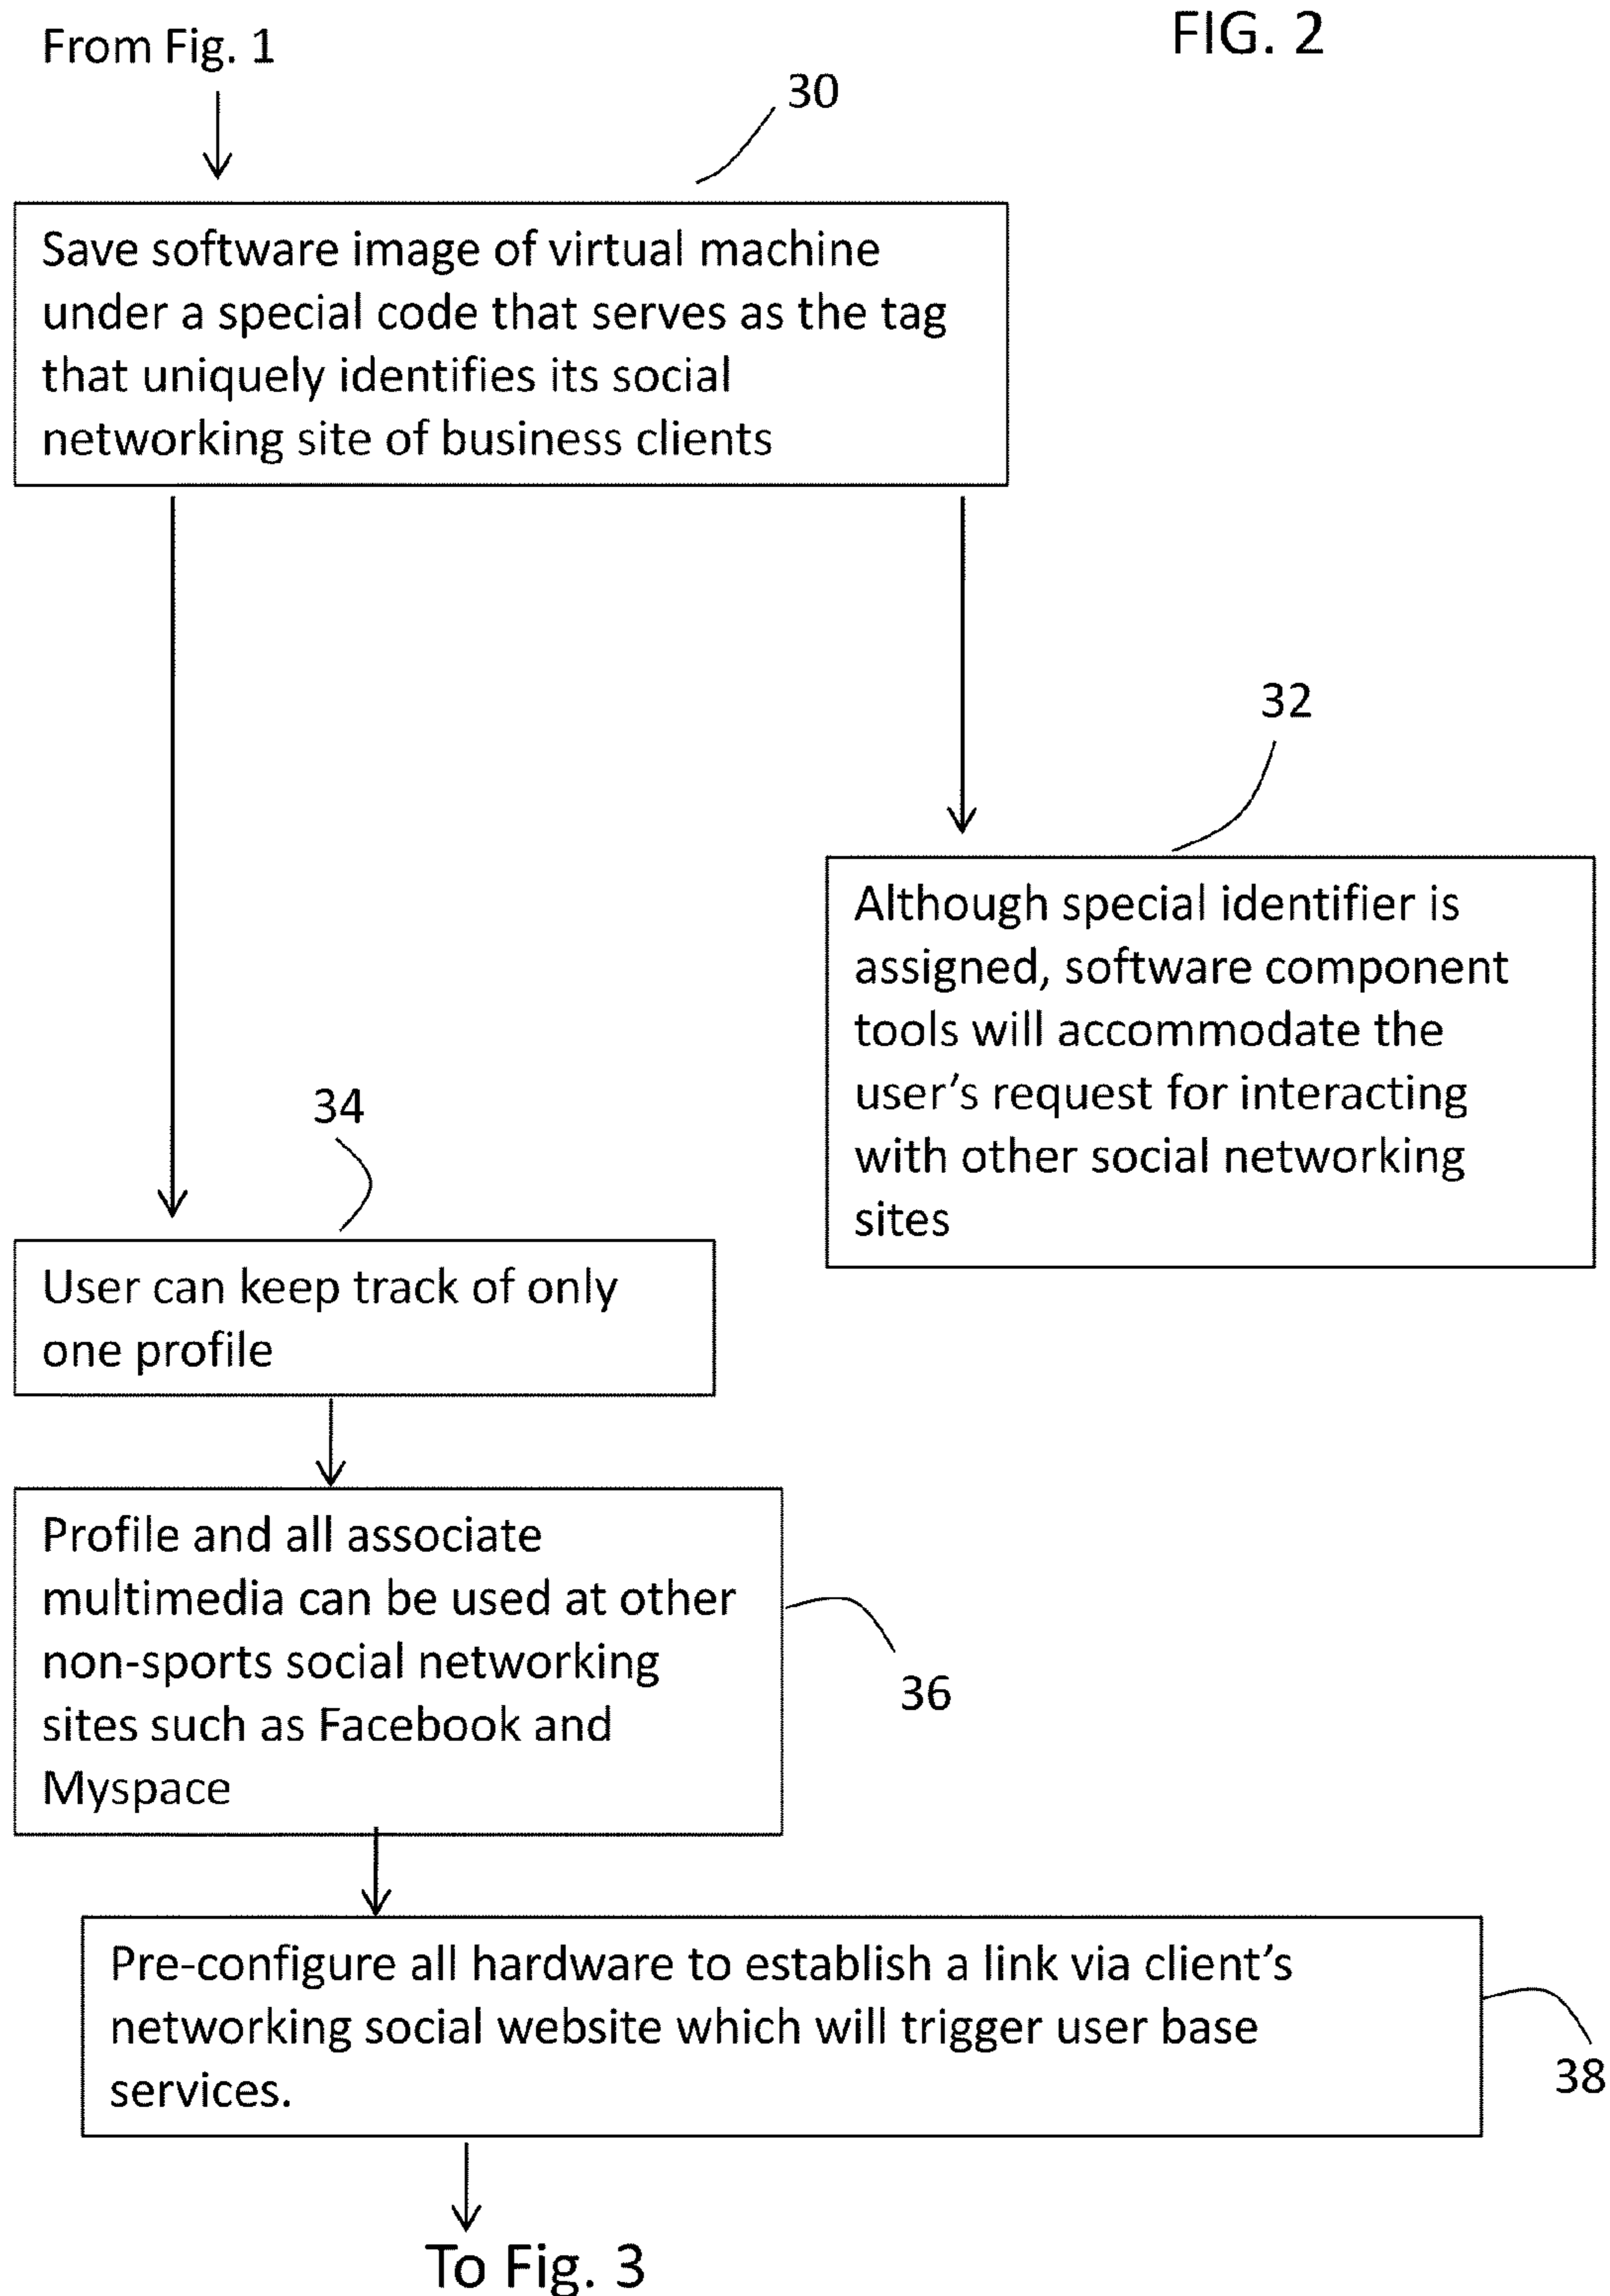 From Fig. 1
FIG. 2
30
Save software image of virtual machine
under a special code that serves as the tag
that uniquely identifies its social
networking site of business clients
32
Although special identifier is
assigned, software component
tools will accommodate the
user's request for interacting
with other social networking
sites
34
User can keep track of only
one profile
Profile and all associate
multimedia can be used at other
non-sports social networking
sites such as Facebook and
Myspace
36
Pre-configure all hardware to establish a link via client's
networking social website which will trigger user base
services.
38
To Fig. 3